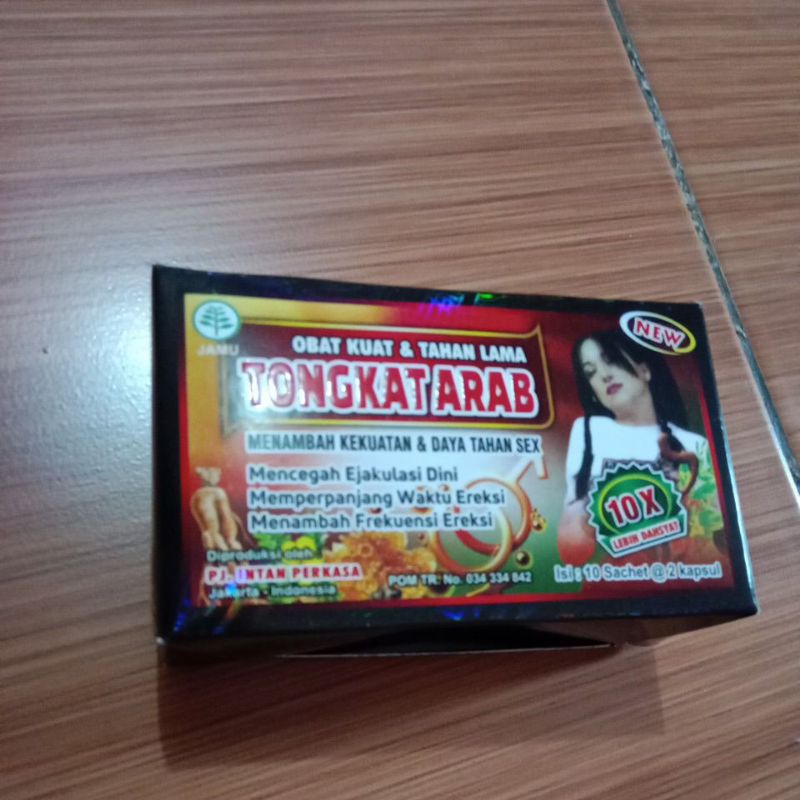 JAMU
OBAT KUAT & TAHAN LAMA
TONGKAT ARAB
MENAMBAH KEKUATAN & DAYA TAHAN SEX
Mencegah Ejakulasi Dini
Memperpanjang Waktu Ereksi
Menambah Frekuensi Ereksi
NEW
10 X
LEBIH DAHSYAT
Diproduksi oleh
PJ. INTAN PERKASA
Jakarta - Indonesia
POM TR. No. 034 334 842
Isi : 10 Sachet @ 2 kapsul